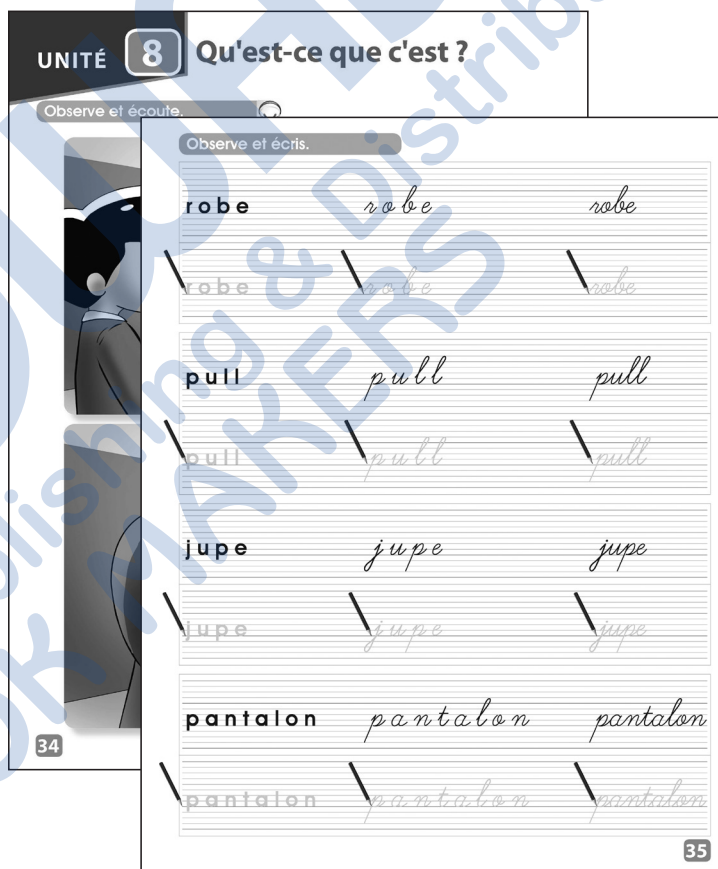 UNITÉ 8 Qu'est-ce que c'est ?
Observe et écoute.
34
Observe et écris.
robe robe robe
robe robe robe
pull pull pull
pull pull pull
jupe jupe jupe
jupe jupe jupe
pantalon pantalon pantalon
pantalon pantalon pantalon
35
& Distrib
MAKERS